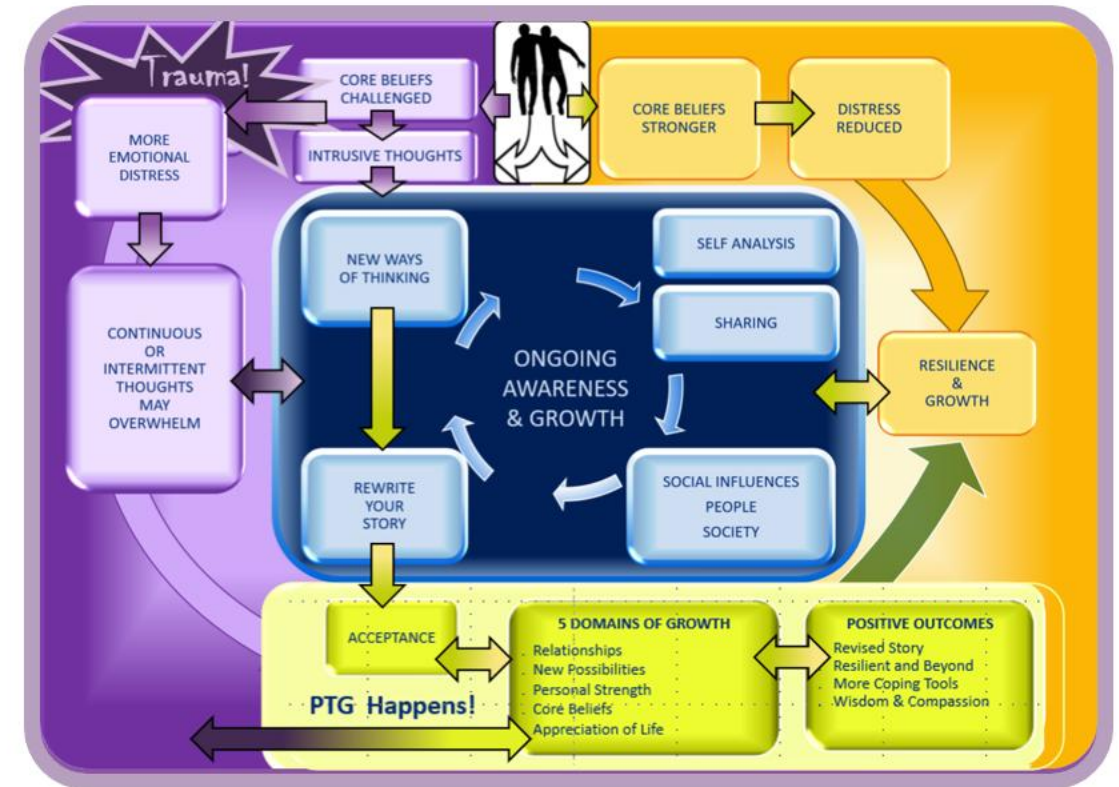 Trauma!
CORE BELIEFS
CHALLENGED
CORE BELIEFS
STRONGER
DISTRESS
REDUCED
MORE
EMOTIONAL
DISTRESS
INTRUSIVE THOUGHTS
NEW WAYS
OF THINKING
SELF ANALYSIS
SHARING
CONTINUOUS
OR
INTERMITTENT
THOUGHTS
MAY
OVERWHELM
ONGOING
AWARENESS
& GROWTH
RESILIENCE
&
GROWTH
REWRITE
YOUR
STORY
SOCIAL INFLUENCES
PEOPLE
SOCIETY
ACCEPTANCE
5 DOMAINS OF GROWTH
Relationships
New Possibilities
Personal Strength
Core Beliefs
Appreciation of Life
POSITIVE OUTCOMES
Revised Story
Resilient and Beyond
More Coping Tools
Wisdom & Compassion
PTG Happens!